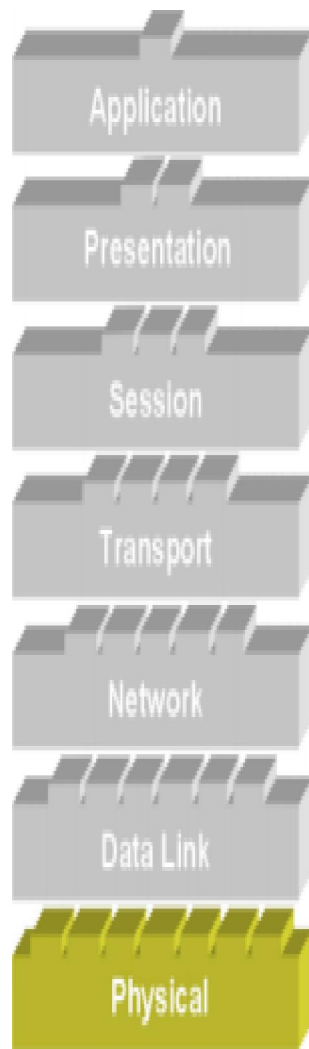 Application
Presentation
Session
Transport
Network
Data Link
Physical